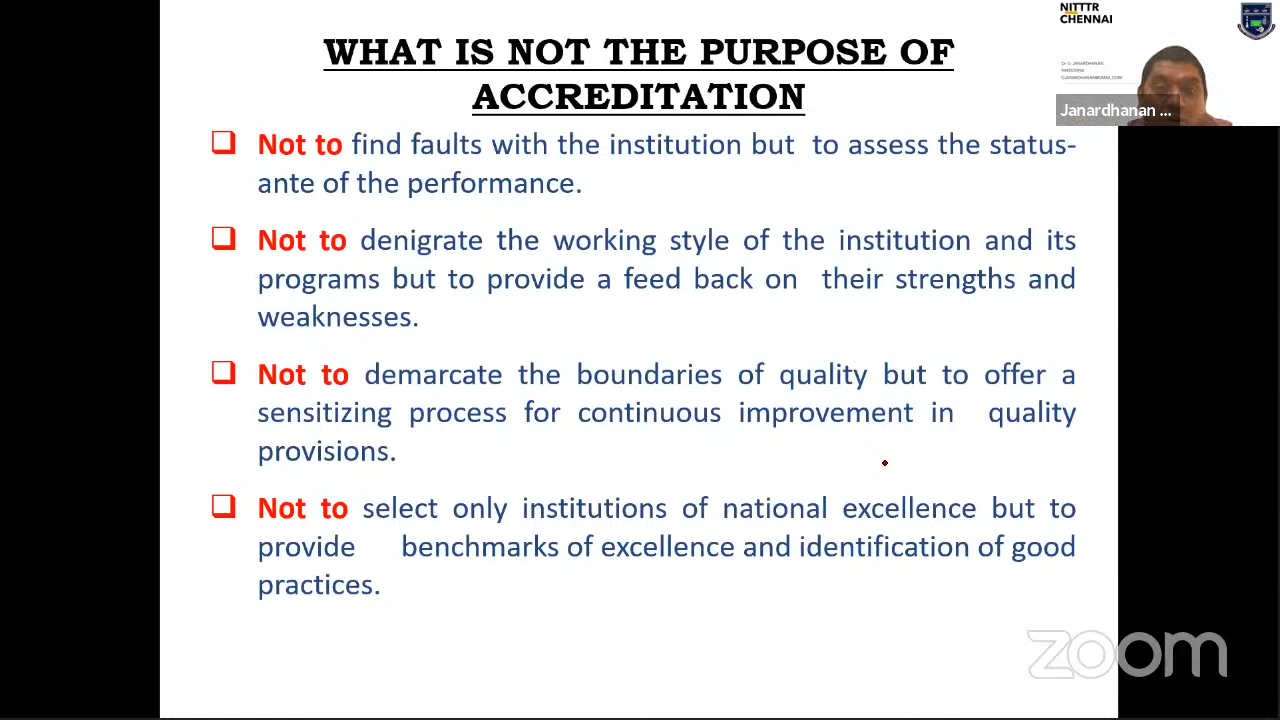 WHAT IS NOT THE PURPOSE OF
ACCREDITATION
Not to find faults with the institution but to assess the status-
ante of the performance.
Not to denigrate the working style of the institution and its
programs but to provide a feed back on their strengths and
weaknesses.
Not to demarcate the boundaries of quality but to offer a
sensitizing process for continuous improvement in quality
provisions.
Not to select only institutions of national excellence but to
provide benchmarks of excellence and identification of good
practices.
NITTTR
CHENNAI
Dr G. JANARDHANAN
Janardhanan ...
zoom